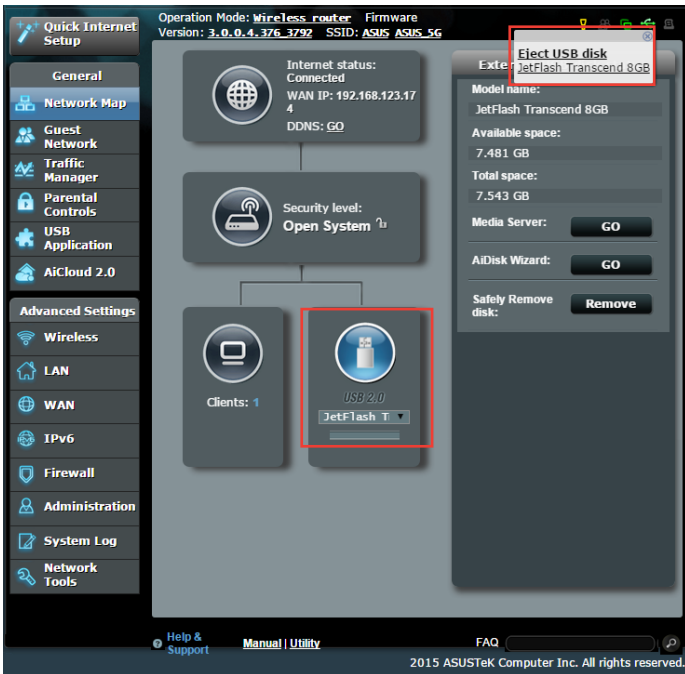 Quick Internet
Setup
Operation Mode: Wireless router Firmware
Version: 3.0.0.4.376_3792 SSID: ASUS ASUS_5G
Eject USB disk
JetFlash Transcend 8GB
General
Network Map
Guest
Network
Traffic
Manager
Parental
Controls
USB
Application
AiCloud 2.0
Advanced Settings
Wireless
LAN
WAN
IPv6
Firewall
Administration
System Log
Network
Tools
Internet status:
Connected
WAN IP: 192.168.123.17
4
DDNS: GO
Security level:
Open System
Clients: 1
USB 2.0
JetFlash T
Exter
Model name:
JetFlash Transcend 8GB
Available space:
7.481 GB
Total space:
7.543 GB
Media Server: GO
AiDisk Wizard: GO
Safely Remove
disk: Remove
Help &
Support
Manual | Utility
FAQ
2015 ASUSTeK Computer Inc. All rights reserved.